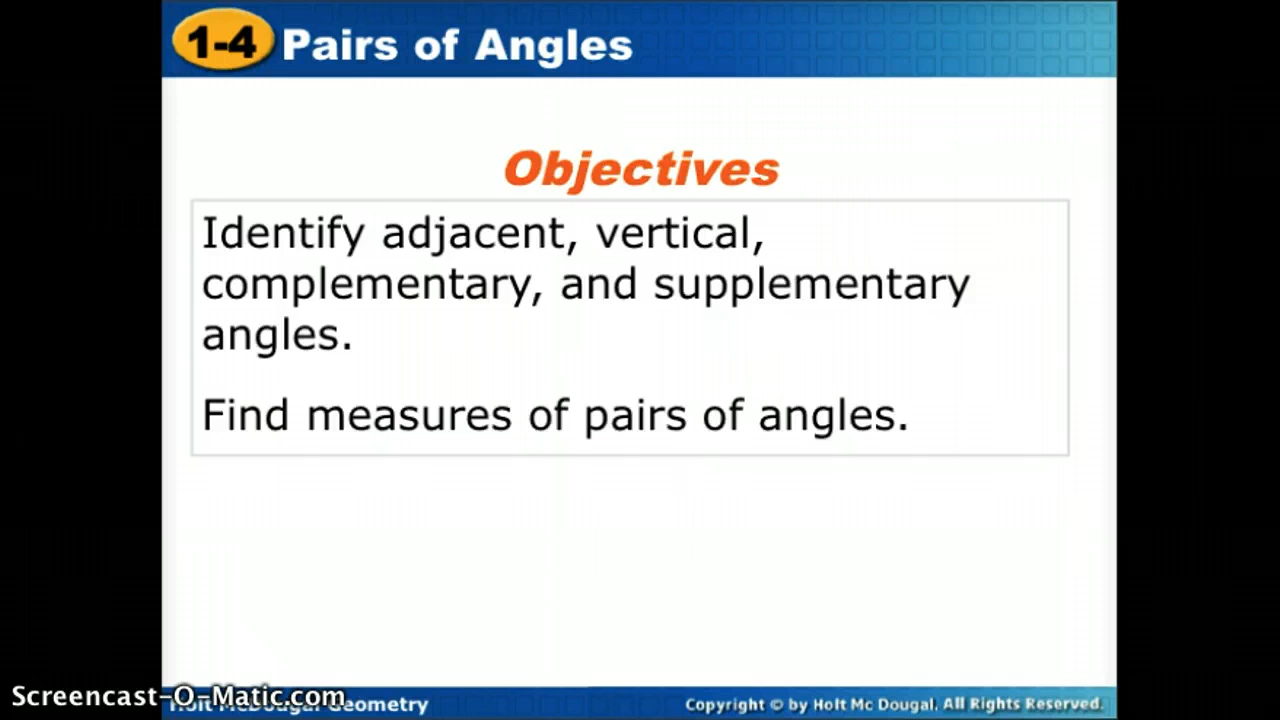 1-4 Pairs of Angles
Objectives
Identify adjacent, vertical,
complementary, and supplementary
angles.
Find measures of pairs of angles.
Screencast-O-Matic.com
Holt McDougal Geometry
Copyright © by Holt Mc Dougal. All Rights Reserved.